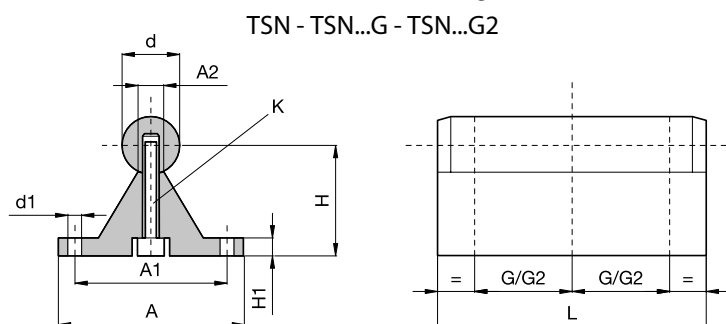 TSN - TSN...G - TSN...G2
d
A2
K
H
d1
A1
H1
A
= G/G2 G/G2 =
L